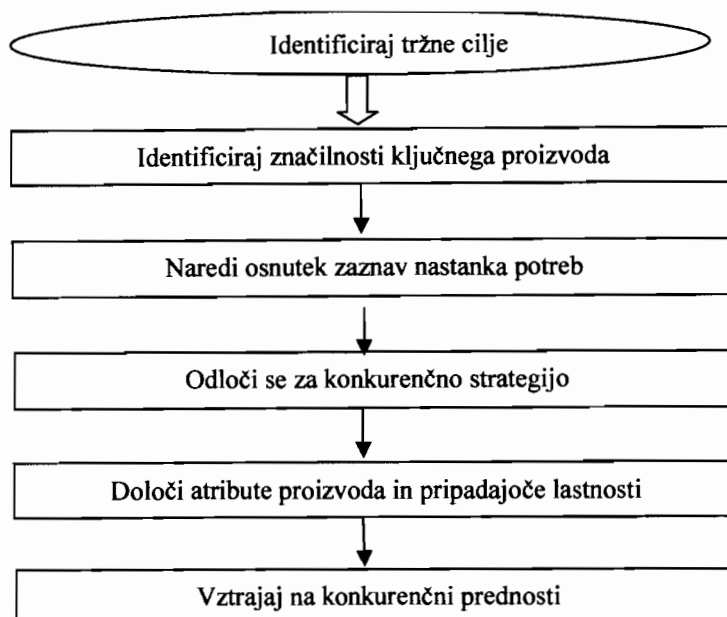 Identificiraj tržne cilje
Identificiraj značilnosti ključnega proizvoda
Naredi osnutek zaznav nastanka potreb
Odloči se za konkurenčno strategijo
Določi atribute proizvoda in pripadajoče lastnosti
Vztrajaj na konkurenčni prednosti